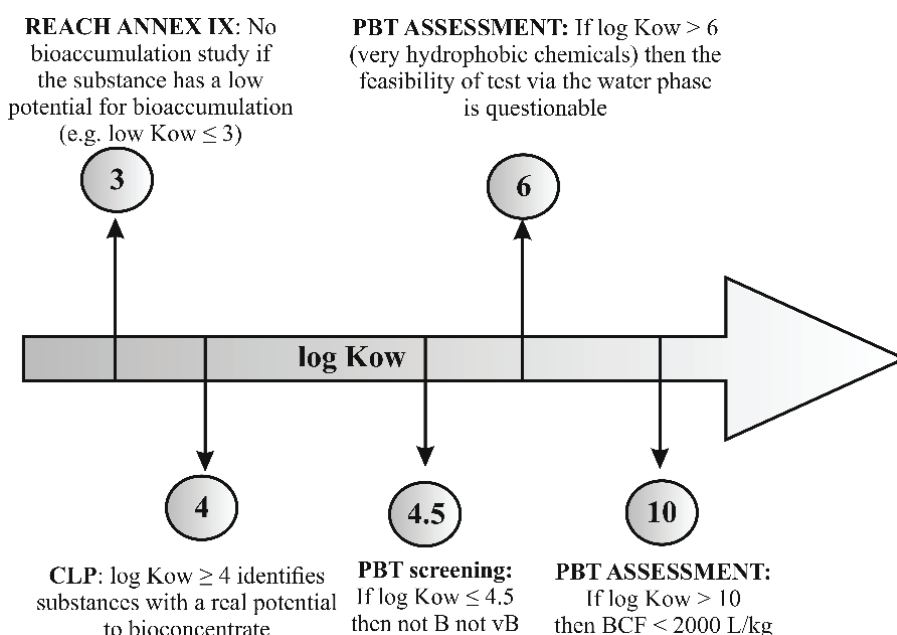 REACH ANNEX IX: No
bioaccumulation study if
the substance has a low
potential for bioaccumulation
(e.g. low Kow ≤ 3)
PBT ASSESSMENT: If log Kow > 6
(very hydrophobic chemicals) then the
feasibility of test via the water phase
is questionable
3
6
log Kow
4
4.5
10
CLP: log Kow ≥ 4 identifies
substances with a real potential
to bioconcentrate
PBT screening:
If log Kow ≤ 4.5
then not B not vB
PBT ASSESSMENT:
If log Kow > 10
then BCF < 2000 L/kg